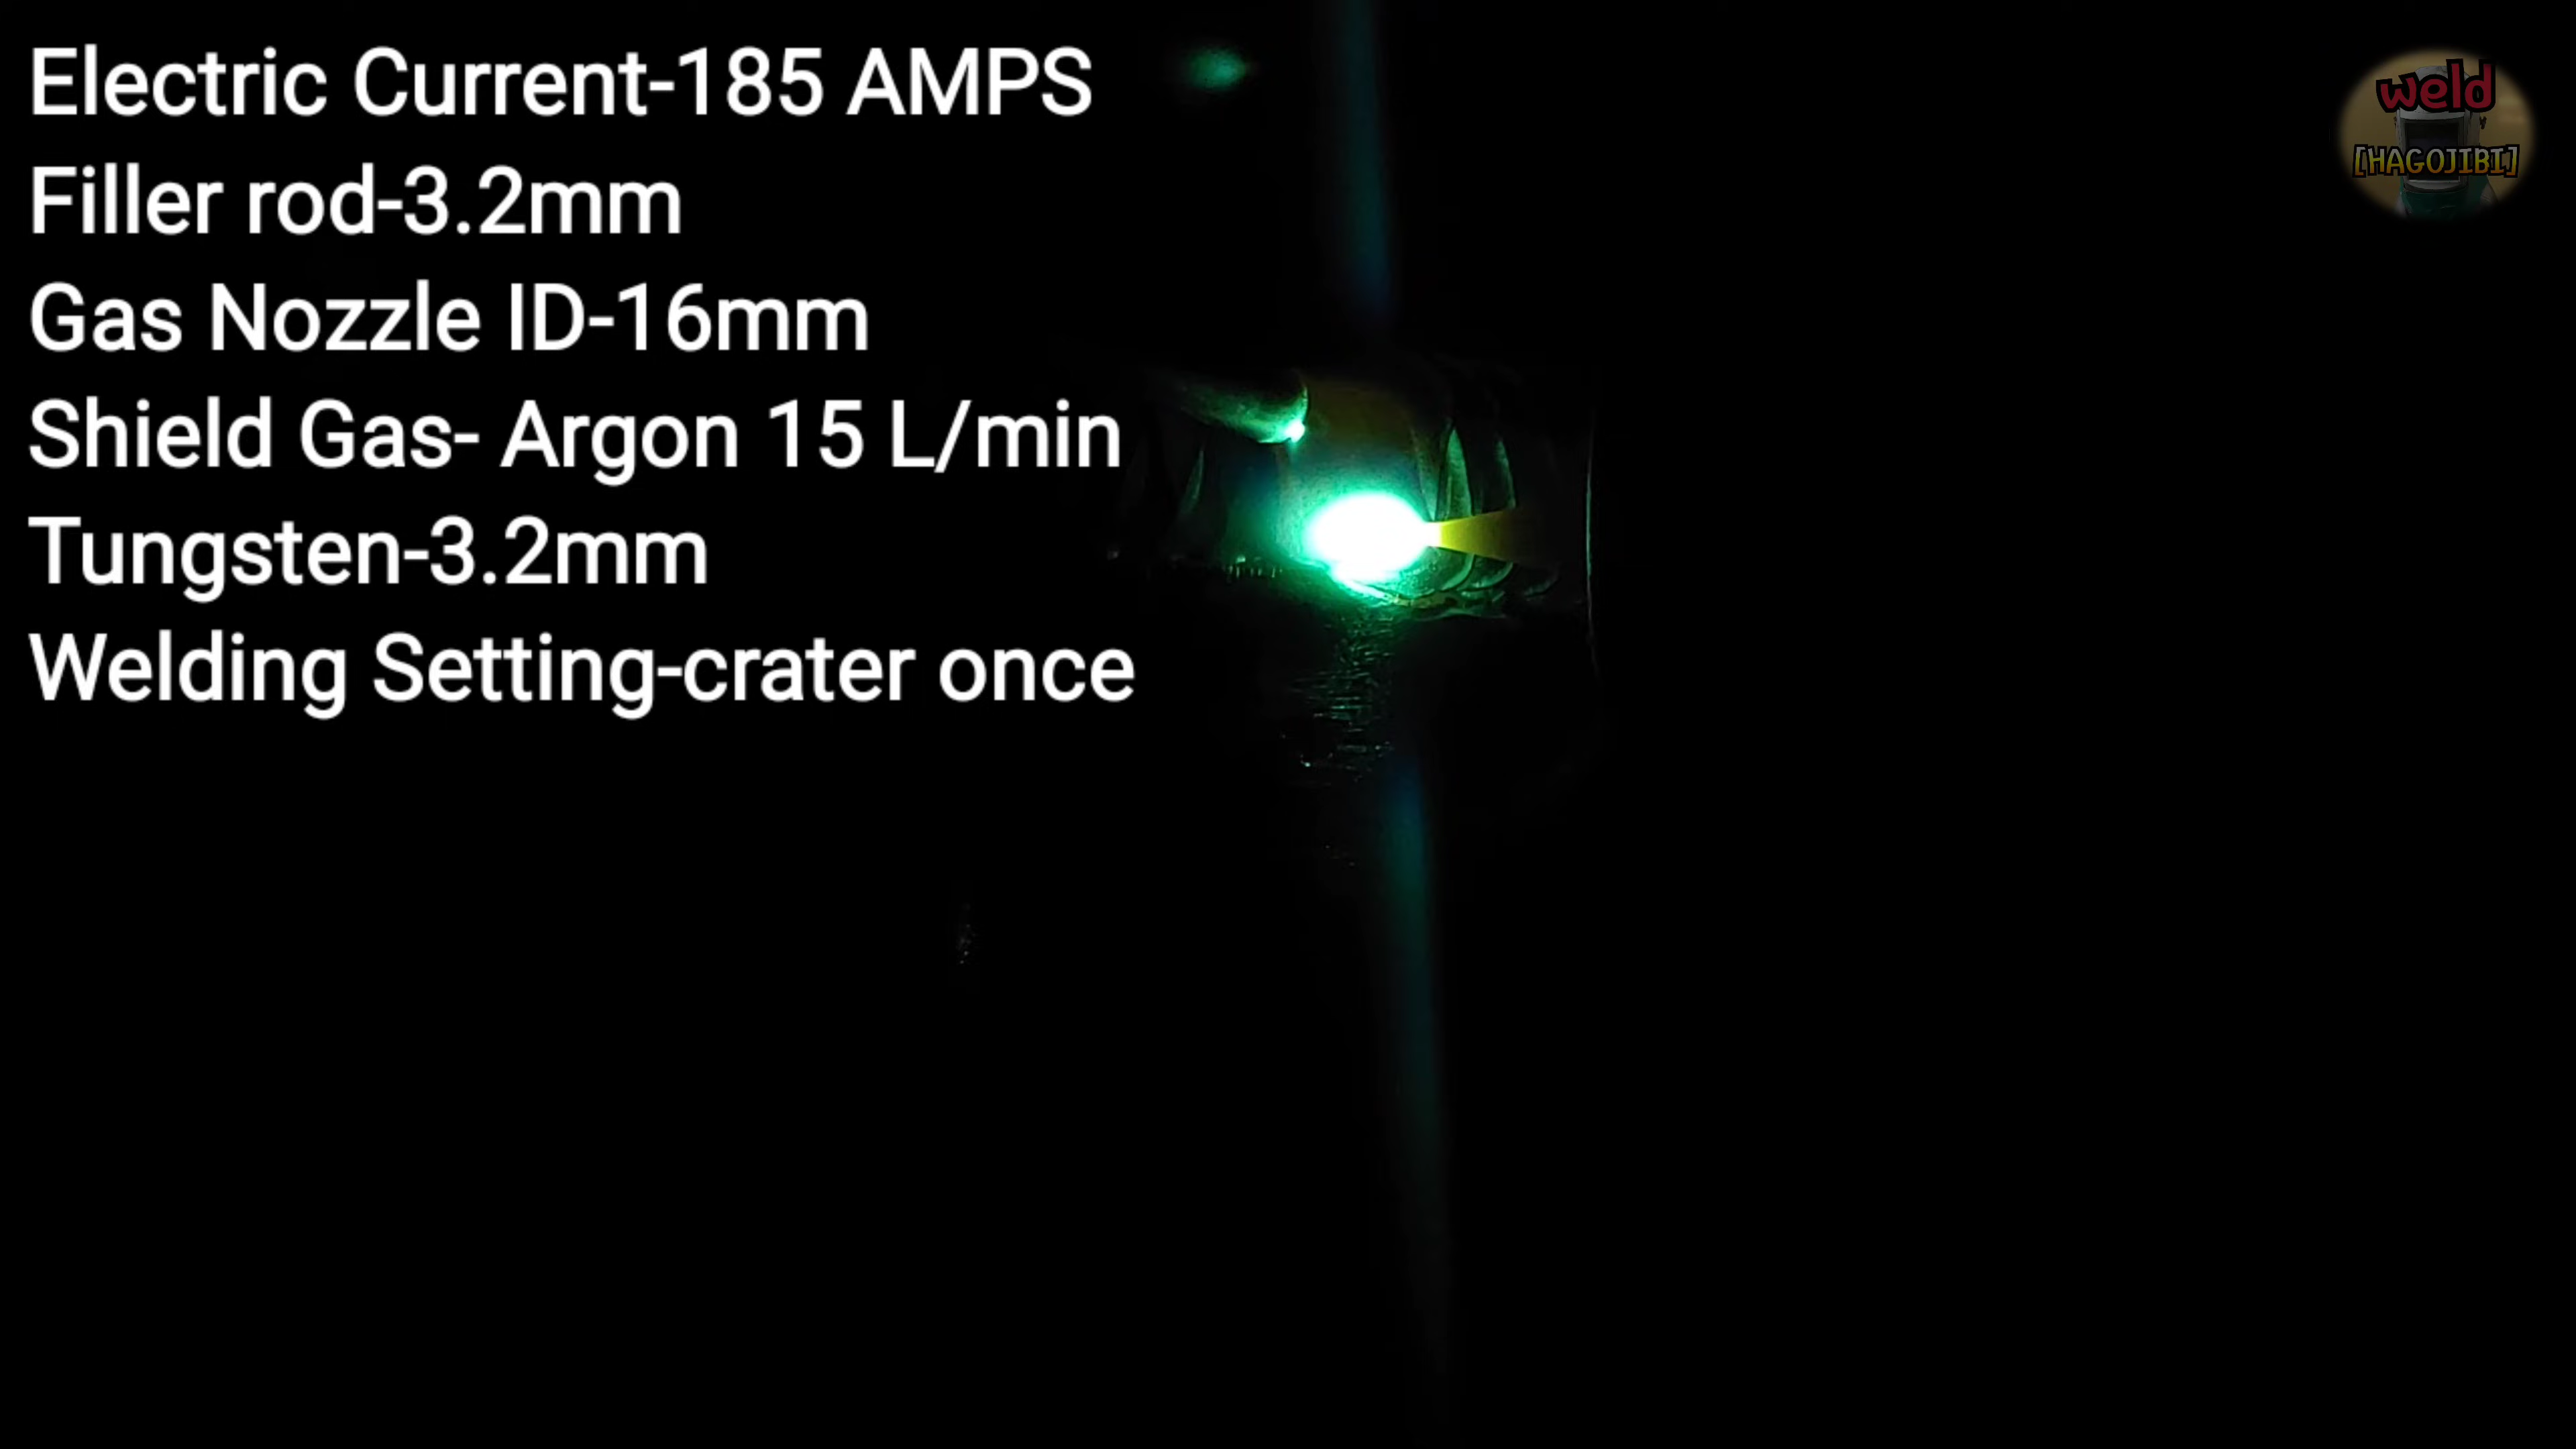 Electric Current-185 AMPS
Filler rod-3.2mm
Gas Nozzle ID-16mm
Shield Gas- Argon 15 L/min
Tungsten-3.2mm
Welding Setting-crater once
weld
[HAGOJIBI]